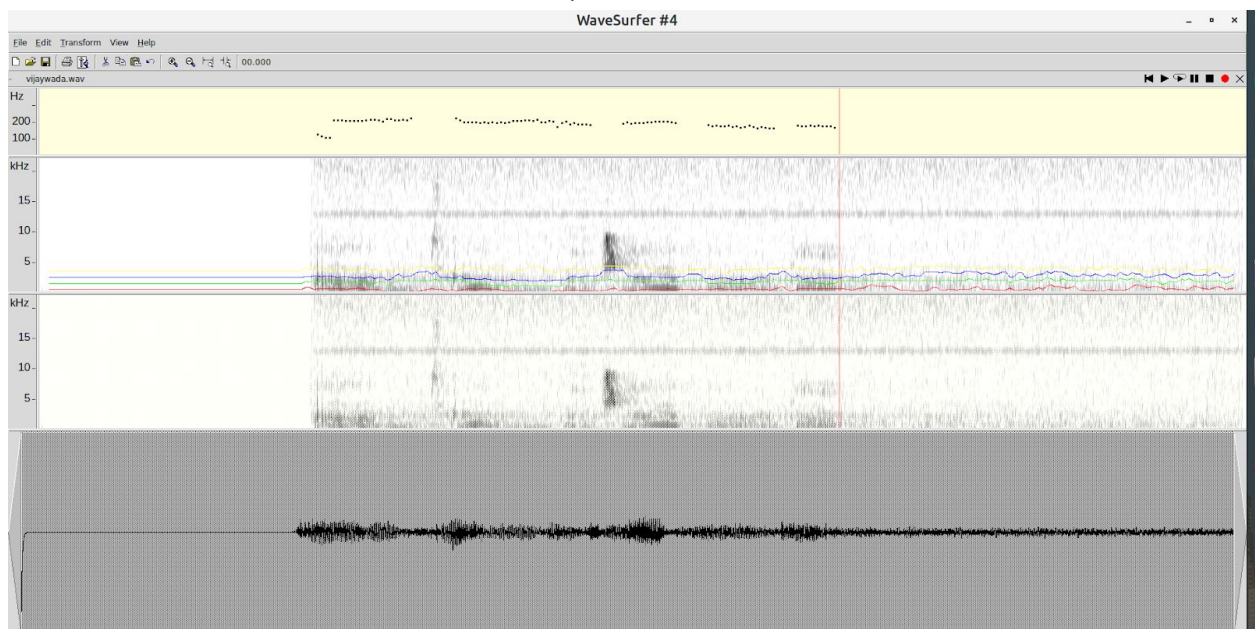 WaveSurfer #4
File Edit Transform View Help
00.000
vijaywada.wav
Hz
200
100
kHz
15
10
5
kHz
15
10
5